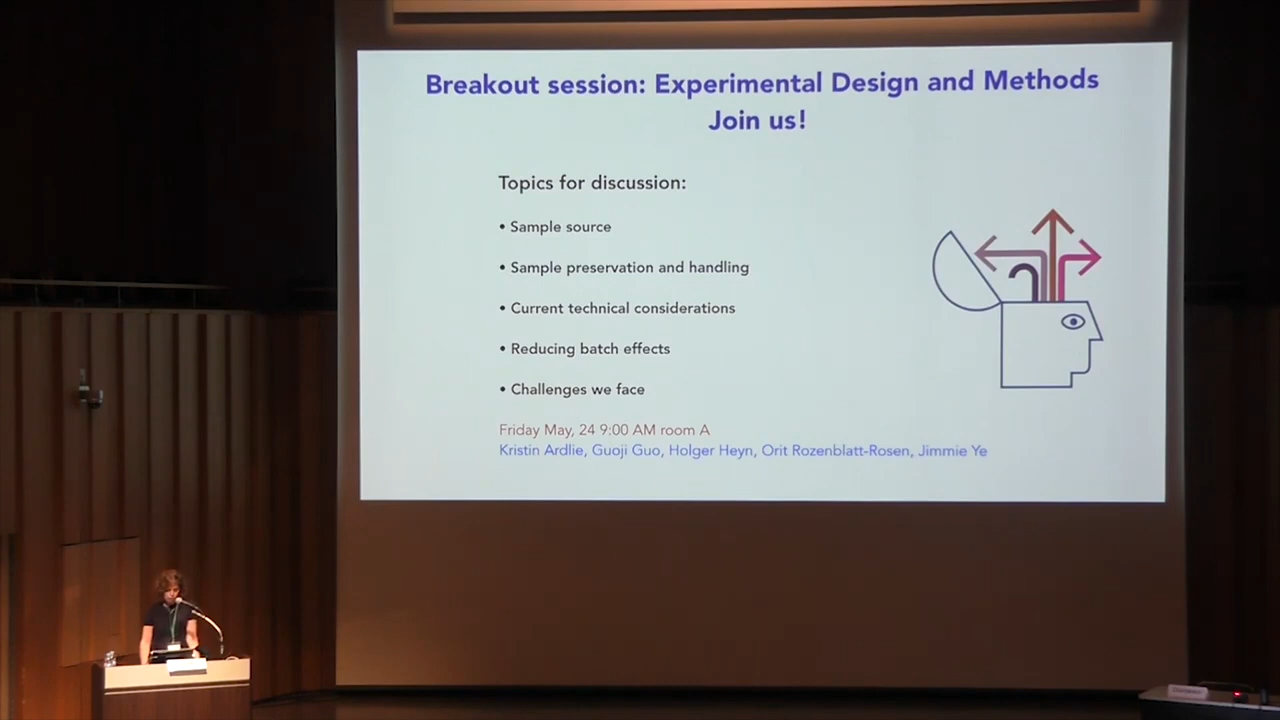 Breakout session: Experimental Design and Methods
Join us!
Topics for discussion:
• Sample source
• Sample preservation and handling
• Current technical considerations
• Reducing batch effects
• Challenges we face
Friday May, 24 9:00 AM room A
Kristin Ardlie, Guoji Guo, Holger Heyn, Orit Rozenblatt-Rosen, Jimmie Ye